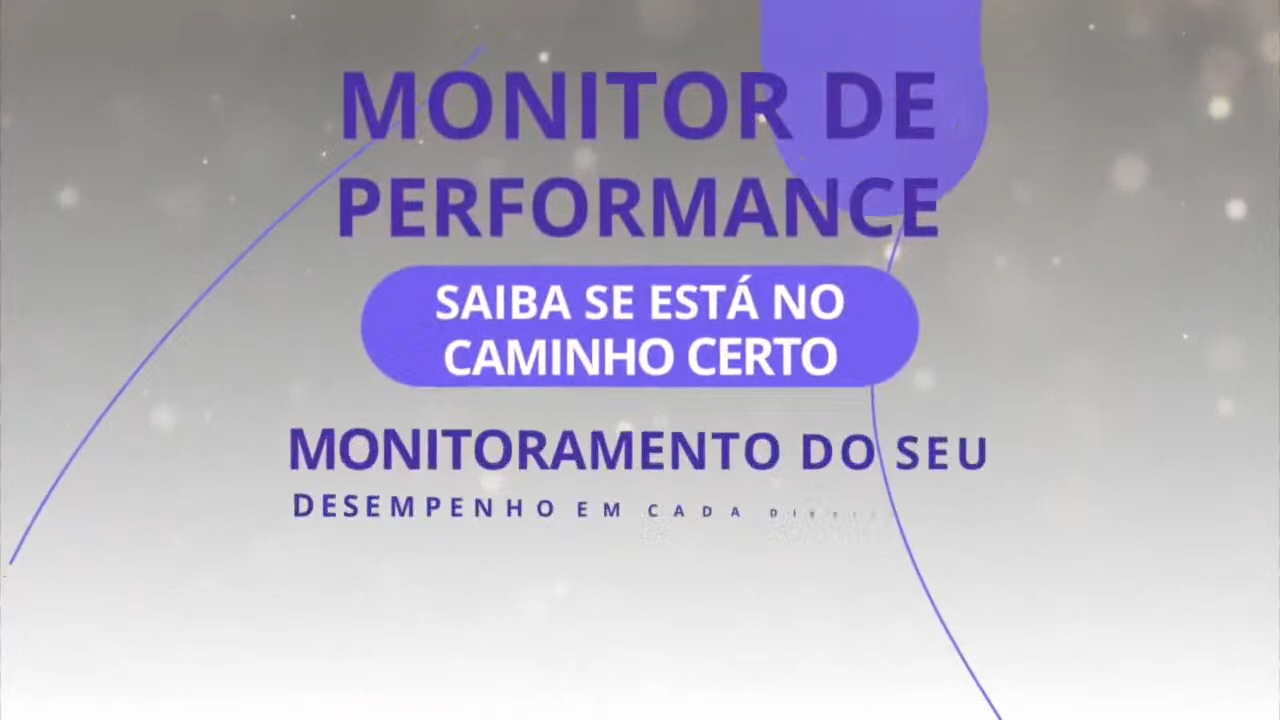 MONITOR DE
PERFORMANCE
SAIBA SE ESTÁ NO
CAMINHO CERTO
MONITORAMENTO DO SEU
DESEMPENHO EM CADA